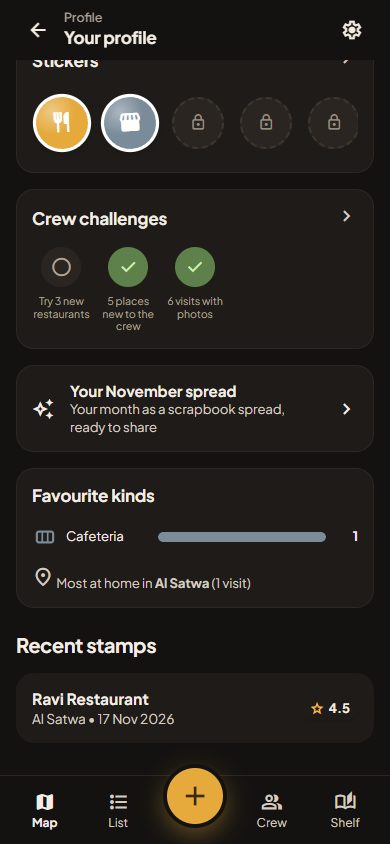 Profile
Your profile
Stickers
Crew challenges
Try 3 new
restaurants
5 places
new to the
crew
6 visits with
photos
Your November spread
Your month as a scrapbook spread,
ready to share
Favourite kinds
Cafeteria
1
Most at home in Al Satwa (1 visit)
Recent stamps
Ravi Restaurant
Al Satwa • 17 Nov 2026
4.5
Map
List
Crew
Shelf